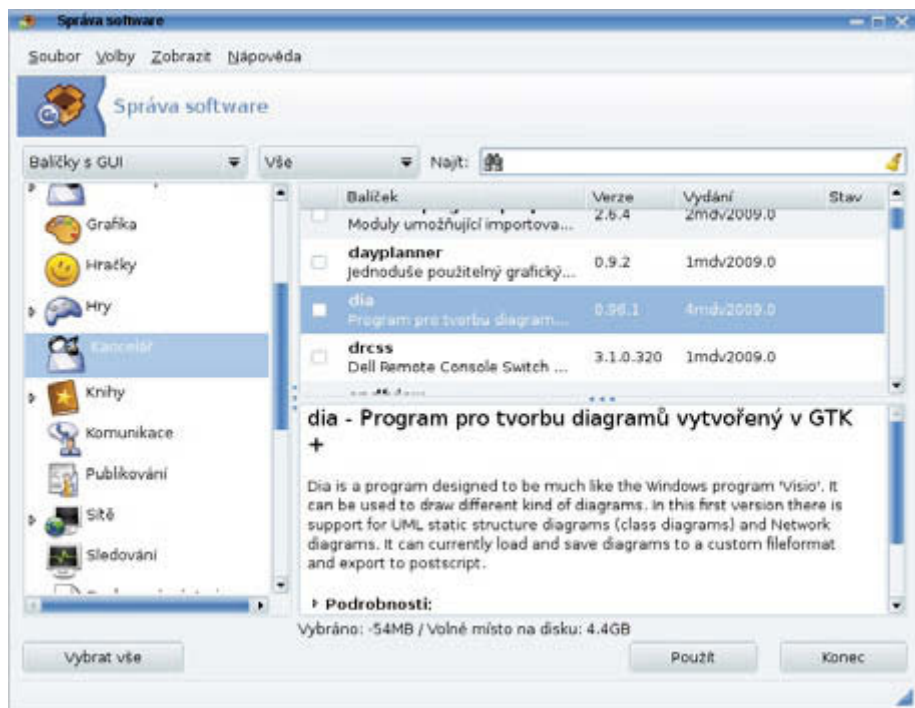 Správa software
Soubor Volby Zobrazit Nápověda
Správa software
Balíčky s GUI Vše Najít:
Grafika
Hračky
Hry
Kancelář
Knihy
Komunikace
Publikování
Sítě
Sledování
Balíček Verze Vydání Stav
2.6.4 2mdv2009.0
Moduly umožňující importova...
dayplanner 0.9.2 1mdv2009.0
Jednoduše použitelný grafický...
dia 0.96.1 4mdv2009.0
Program pro tvorbu diagram...
drcss 3.1.0.320 1mdv2009.0
Dell Remote Console Switch ...
dia - Program pro tvorbu diagramů vytvořený v GTK
+
Dia is a program designed to be much like the Windows program 'Visio'. It
can be used to draw different kind of diagrams. In this first version there is
support for UML static structure diagrams (class diagrams) and Network
diagrams. It can currently load and save diagrams to a custom fileformat
and export to postscript.
Podrobnosti:
Vybráno: -54MB / Volné místo na disku: 4.4GB
Vybrat vše Použít Konec